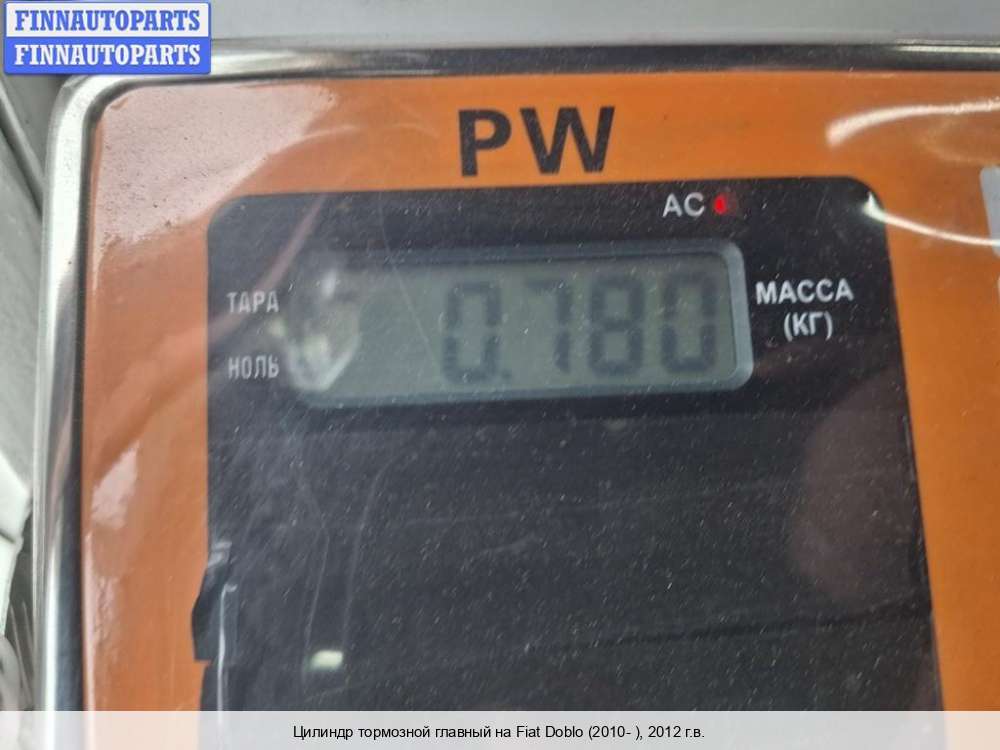 FINNAUTOPARTS
FINNAUTOPARTS
PW
AC
ТАРА
0.780
МАССА
(КГ)
НОЛЬ
Цилиндр тормозной главный на Fiat Doblo (2010- ), 2012 г.в.